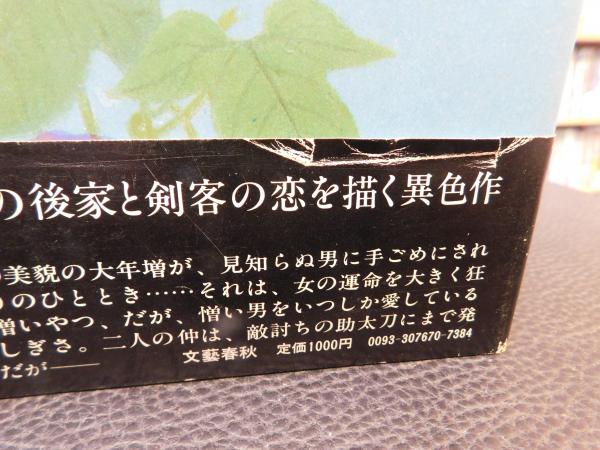 の後家と剣客の恋を描く異色作
の美貌の大年増が、見知らぬ男に手ごめにされ
りのひととき……それは、女の運命を大きく狂
憎いやつ、だが、憎い男をいつしか愛している
しぎさ。二人の仲は、敵討ちの助太刀にまで発
だが——
文藝春秋 定価1000円 0093-307670-7384